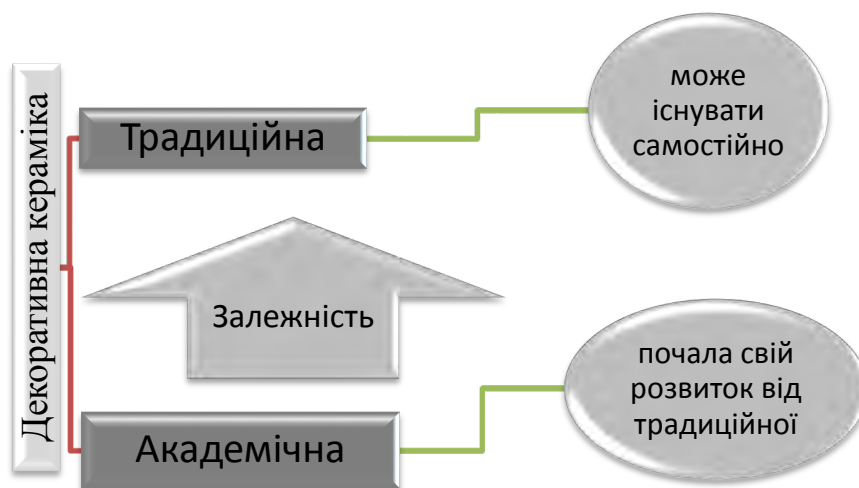 Декоративна кераміка
Традиційна
може
існувати
самостійно
Залежність
Академічна
почала свій
розвиток від
традиційної